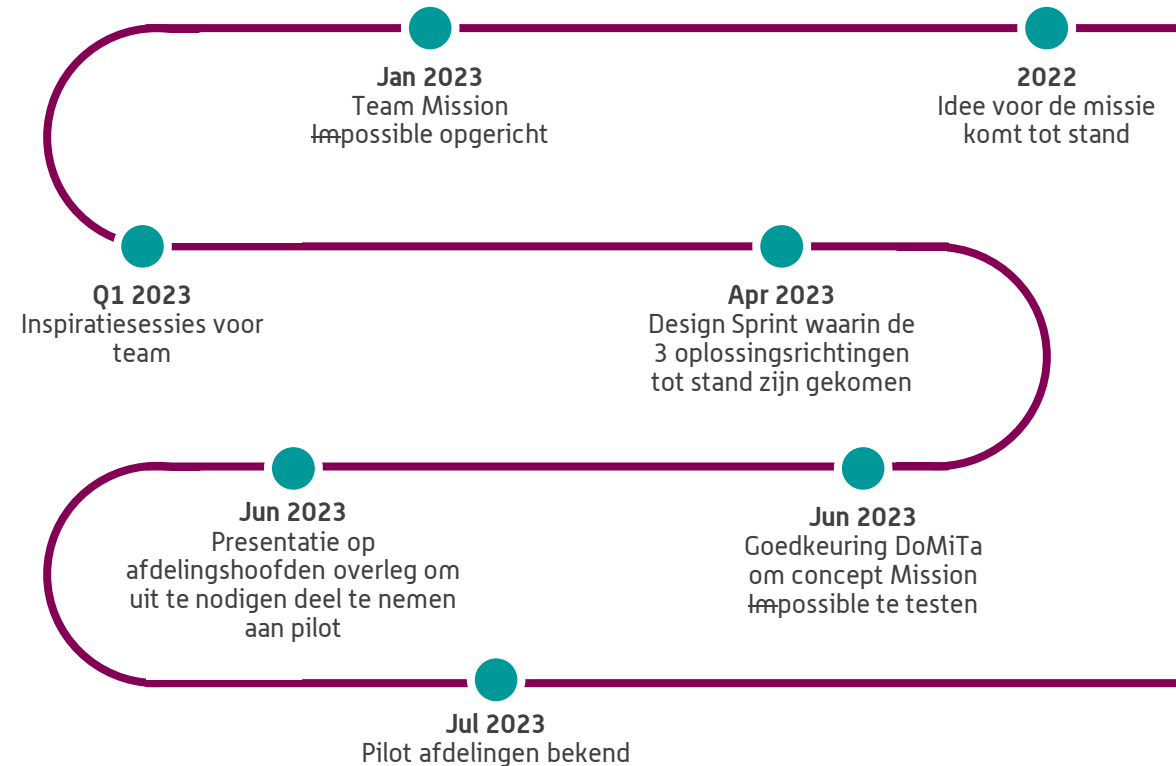 Jan 2023
Team Mission
Impossible opgericht
2022
Idee voor de missie
komt tot stand
Q1 2023
Inspiratiesessies voor
team
Apr 2023
Design Sprint waarin de
3 oplossingsrichtingen
tot stand zijn gekomen
Jun 2023
Presentatie op
afdelingshoofden overleg om
uit te nodigen deel te nemen
aan pilot
Jun 2023
Goedkeuring DoMiTa
om concept Mission
Impossible te testen
Jul 2023
Pilot afdelingen bekend